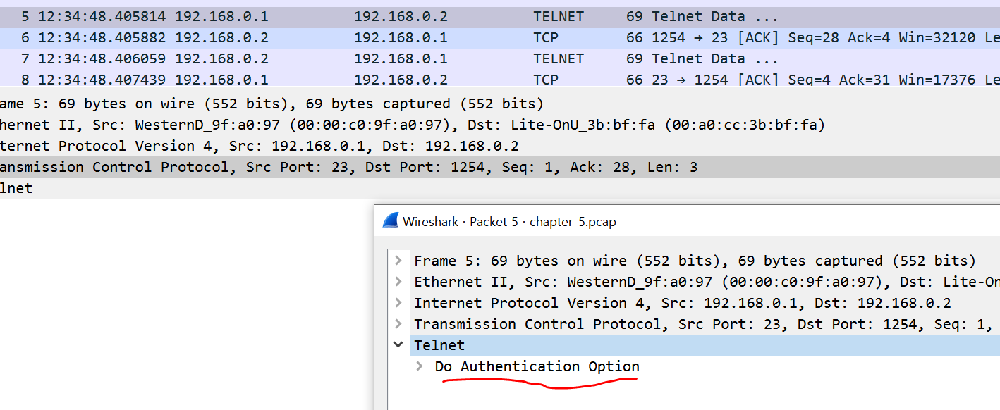 5 12:34:48.405814 192.168.0.1 192.168.0.2 TELNET 69 Telnet Data ...
6 12:34:48.405882 192.168.0.2 192.168.0.1 TCP 66 1254 → 23 [ACK] Seq=28 Ack=4 Win=32120 Le
7 12:34:48.406059 192.168.0.2 192.168.0.1 TELNET 69 Telnet Data ...
8 12:34:48.407439 192.168.0.1 192.168.0.2 TCP 66 23 → 1254 [ACK] Seq=4 Ack=31 Win=17376 Le
ame 5: 69 bytes on wire (552 bits), 69 bytes captured (552 bits)
hernet II, Src: WesternD_9f:a0:97 (00:00:c0:9f:a0:97), Dst: Lite-OnU_3b:bf:fa (00:a0:cc:3b:bf:fa)
ternet Protocol Version 4, Src: 192.168.0.1, Dst: 192.168.0.2
ansmission Control Protocol, Src Port: 23, Dst Port: 1254, Seq: 1, Ack: 28, Len: 3
lnet
Wireshark · Packet 5 · chapter_5.pcap
Frame 5: 69 bytes on wire (552 bits), 69 bytes captured (552 bits)
Ethernet II, Src: WesternD_9f:a0:97 (00:00:c0:9f:a0:97), Dst: Lite-On
Internet Protocol Version 4, Src: 192.168.0.1, Dst: 192.168.0.2
Transmission Control Protocol, Src Port: 23, Dst Port: 1254, Seq: 1,
Telnet
Do Authentication Option